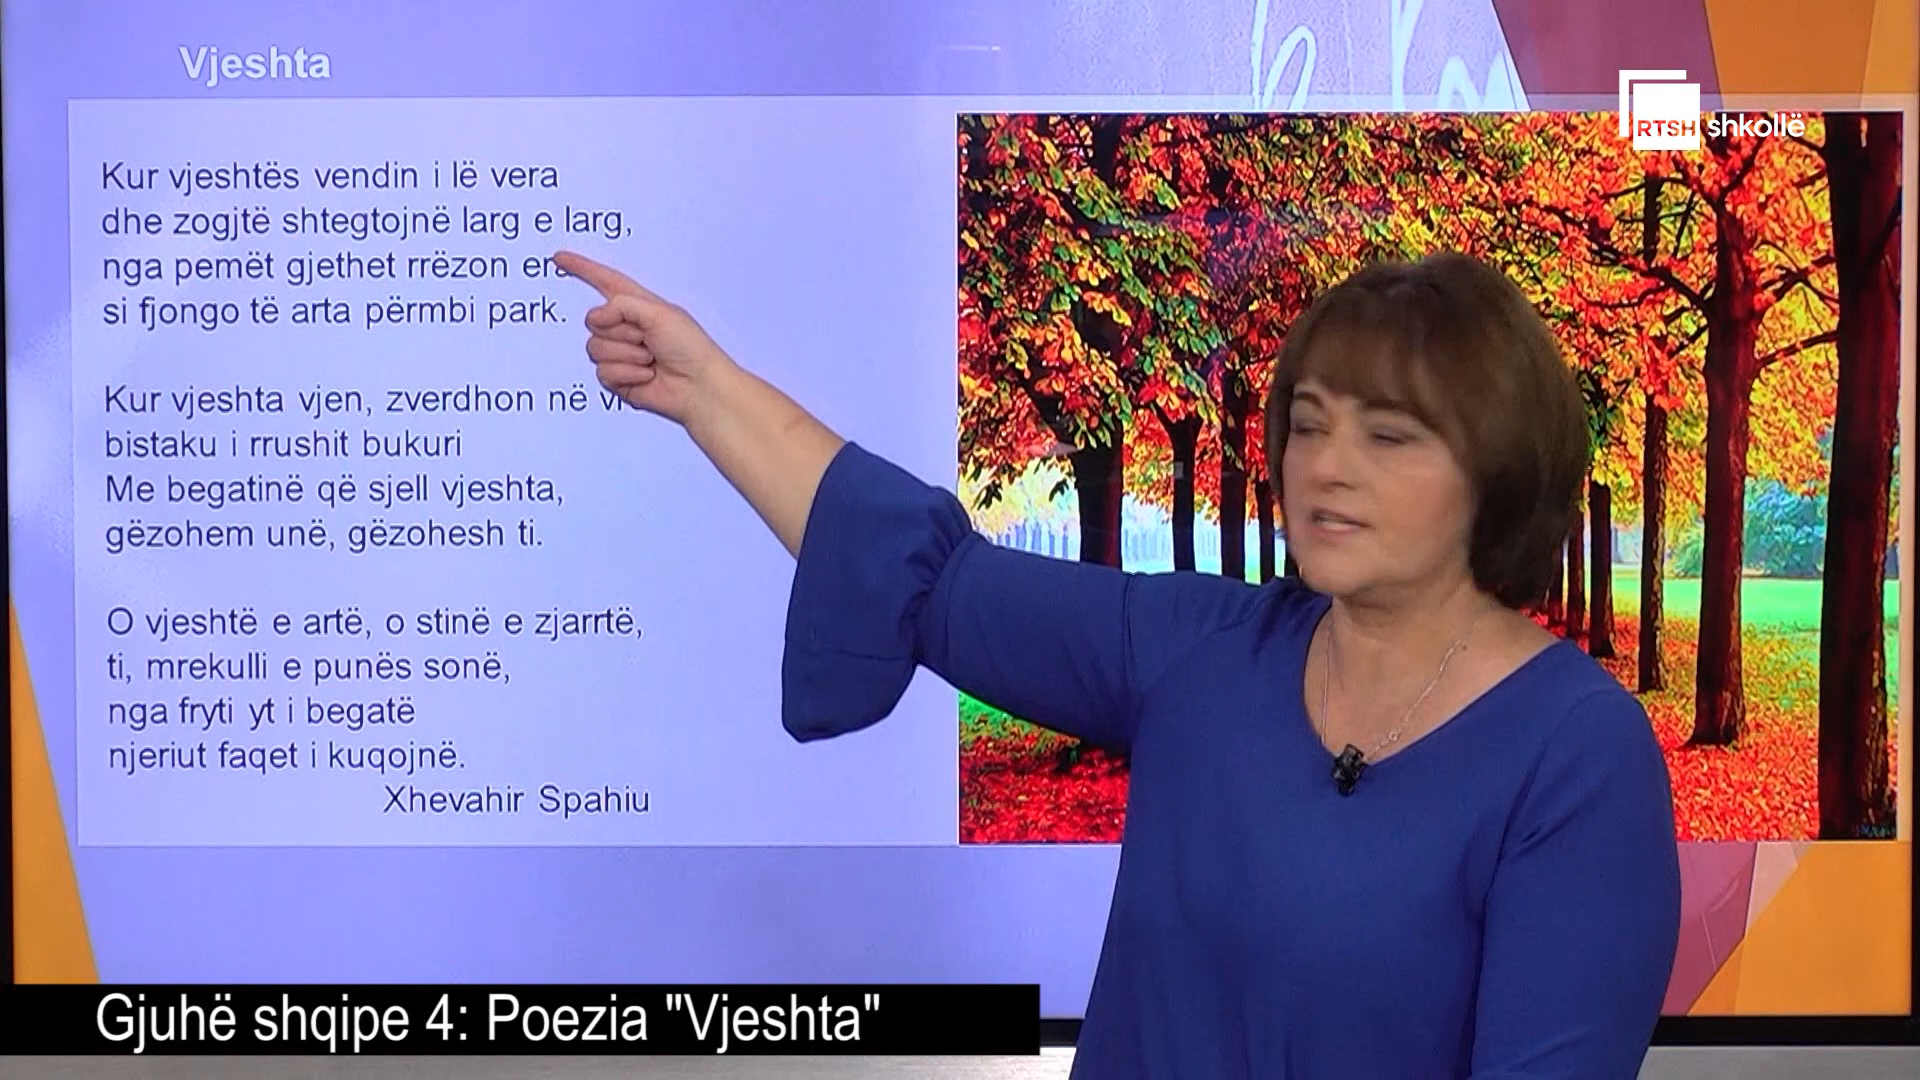 Vjeshta
RTSH shkollë
Kur vjeshtës vendin i lë vera
dhe zogjtë shtegtojnë larg e larg,
nga pemët gjethet rrëzon era
si fjongo të arta përmbi park.
Kur vjeshta vjen, zverdhon në
bistaku i rrushit bukuri
Me begatinë që sjell vjeshta,
gëzohem unë, gëzohesh ti.
O vjeshtë e artë, o stinë e zjarrtë,
ti, mrekulli e punës sonë,
nga fryti yt i begatë
njeriut faqet i kuqojnë.
Xhevahir Spahiu
Gjuhë shqipe 4: Poezia "Vjeshta"